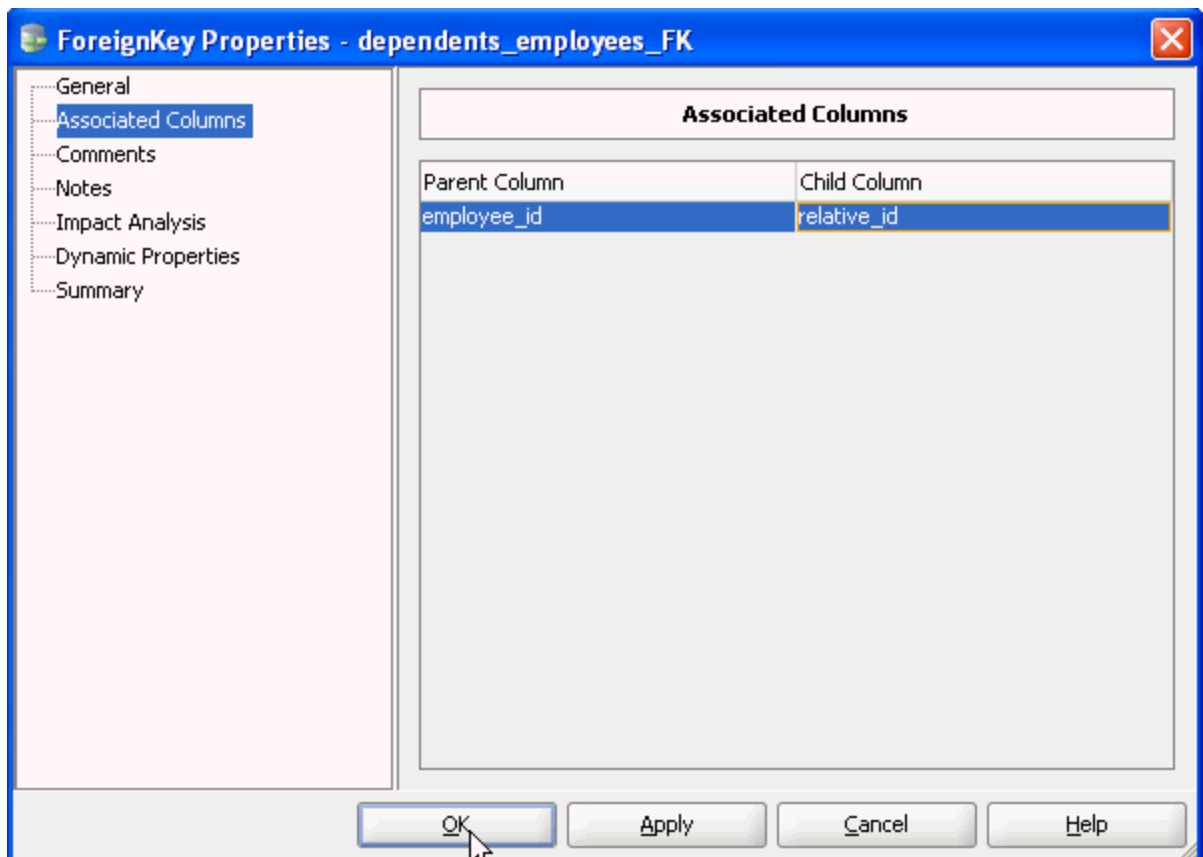 ForeignKey Properties - dependents_employees_FK
General
Associated Columns
Comments
Notes
Impact Analysis
Dynamic Properties
Summary
Associated Columns
Parent Column Child Column
employee_id relative_id
OK Apply Cancel Help